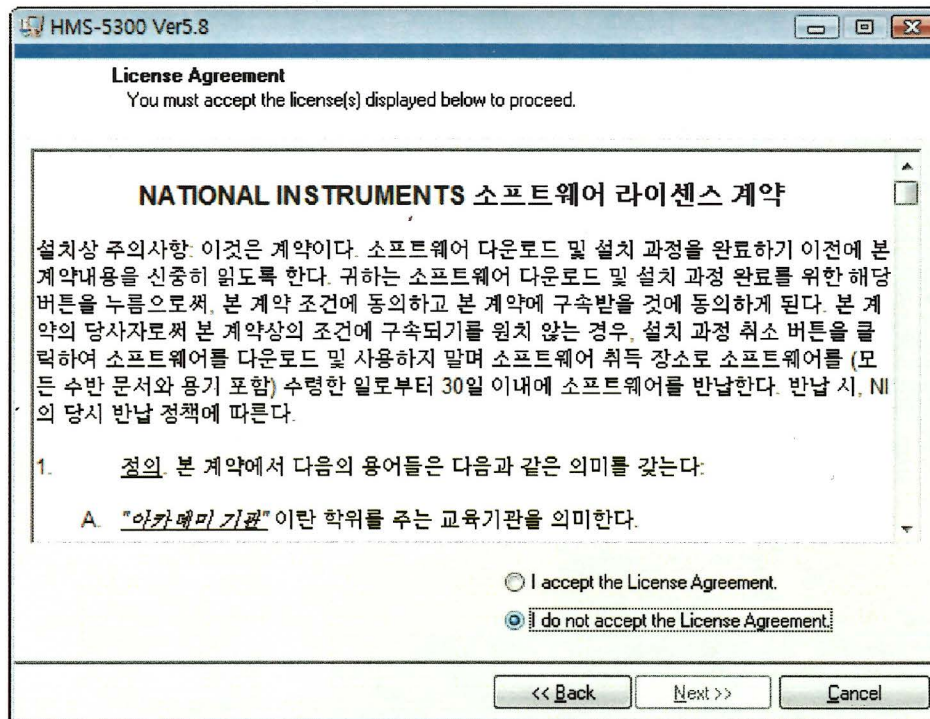 HMS-5300 Ver5.8
License Agreement
You must accept the license(s) displayed below to proceed.
NATIONAL INSTRUMENTS 소프트웨어 라이센스 계약
설치상 주의사항: 이것은 계약이다. 소프트웨어 다운로드 및 설치 과정을 완료하기 이전에 본
계약내용을 신중히 읽도록 한다. 귀하는 소프트웨어 다운로드 및 설치 과정 완료를 위한 해당
버튼을 누름으로써, 본 계약 조건에 동의하고 본 계약에 구속받을 것에 동의하게 된다. 본 계
약의 당사자로써 본 계약상의 조건에 구속되기를 원치 않는 경우, 설치 과정 취소 버튼을 클
릭하여 소프트웨어를 다운로드 및 사용하지 말며 소프트웨어 취득 장소로 소프트웨어를 (모
든 수반 문서와 용기 포함) 수령한 일로부터 30일 이내에 소프트웨어를 반납한다. 반납 시, NI
의 당시 반납 정책에 따른다.
1. 정의. 본 계약에서 다음의 용어들은 다음과 같은 의미를 갖는다:
A. "아카데미 기관" 이란 학위를 주는 교육기관을 의미한다.
I accept the License Agreement.
I do not accept the License Agreement.
<< Back Next >> Cancel